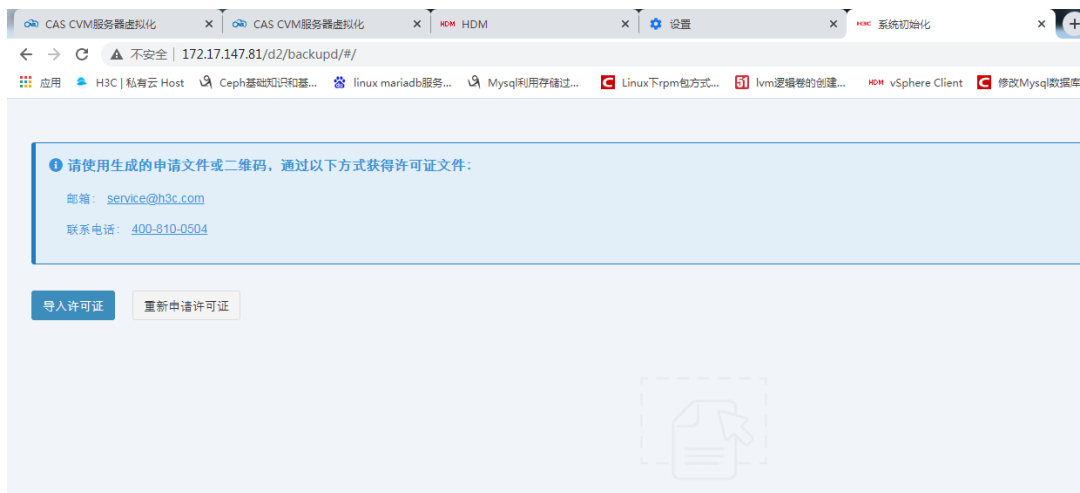 CAS CVM服务器虚拟化 CAS CVM服务器虚拟化 HDM HDM 设置 H3C 系统初始化
不安全 172.17.147.81/d2/backupd/#/
应用 H3C | 私有云 Host Ceph基础知识和基... linux mariadb服务... Mysql利用存储过... C Linux下rpm包方式... 51 lvm逻辑卷的创建... HDM vSphere Client C 修改Mysql数据库
请使用生成的申请文件或二维码，通过以下方式获得许可证文件：
邮箱： service@h3c.com
联系电话： 400-810-0504
导入许可证 重新申请许可证